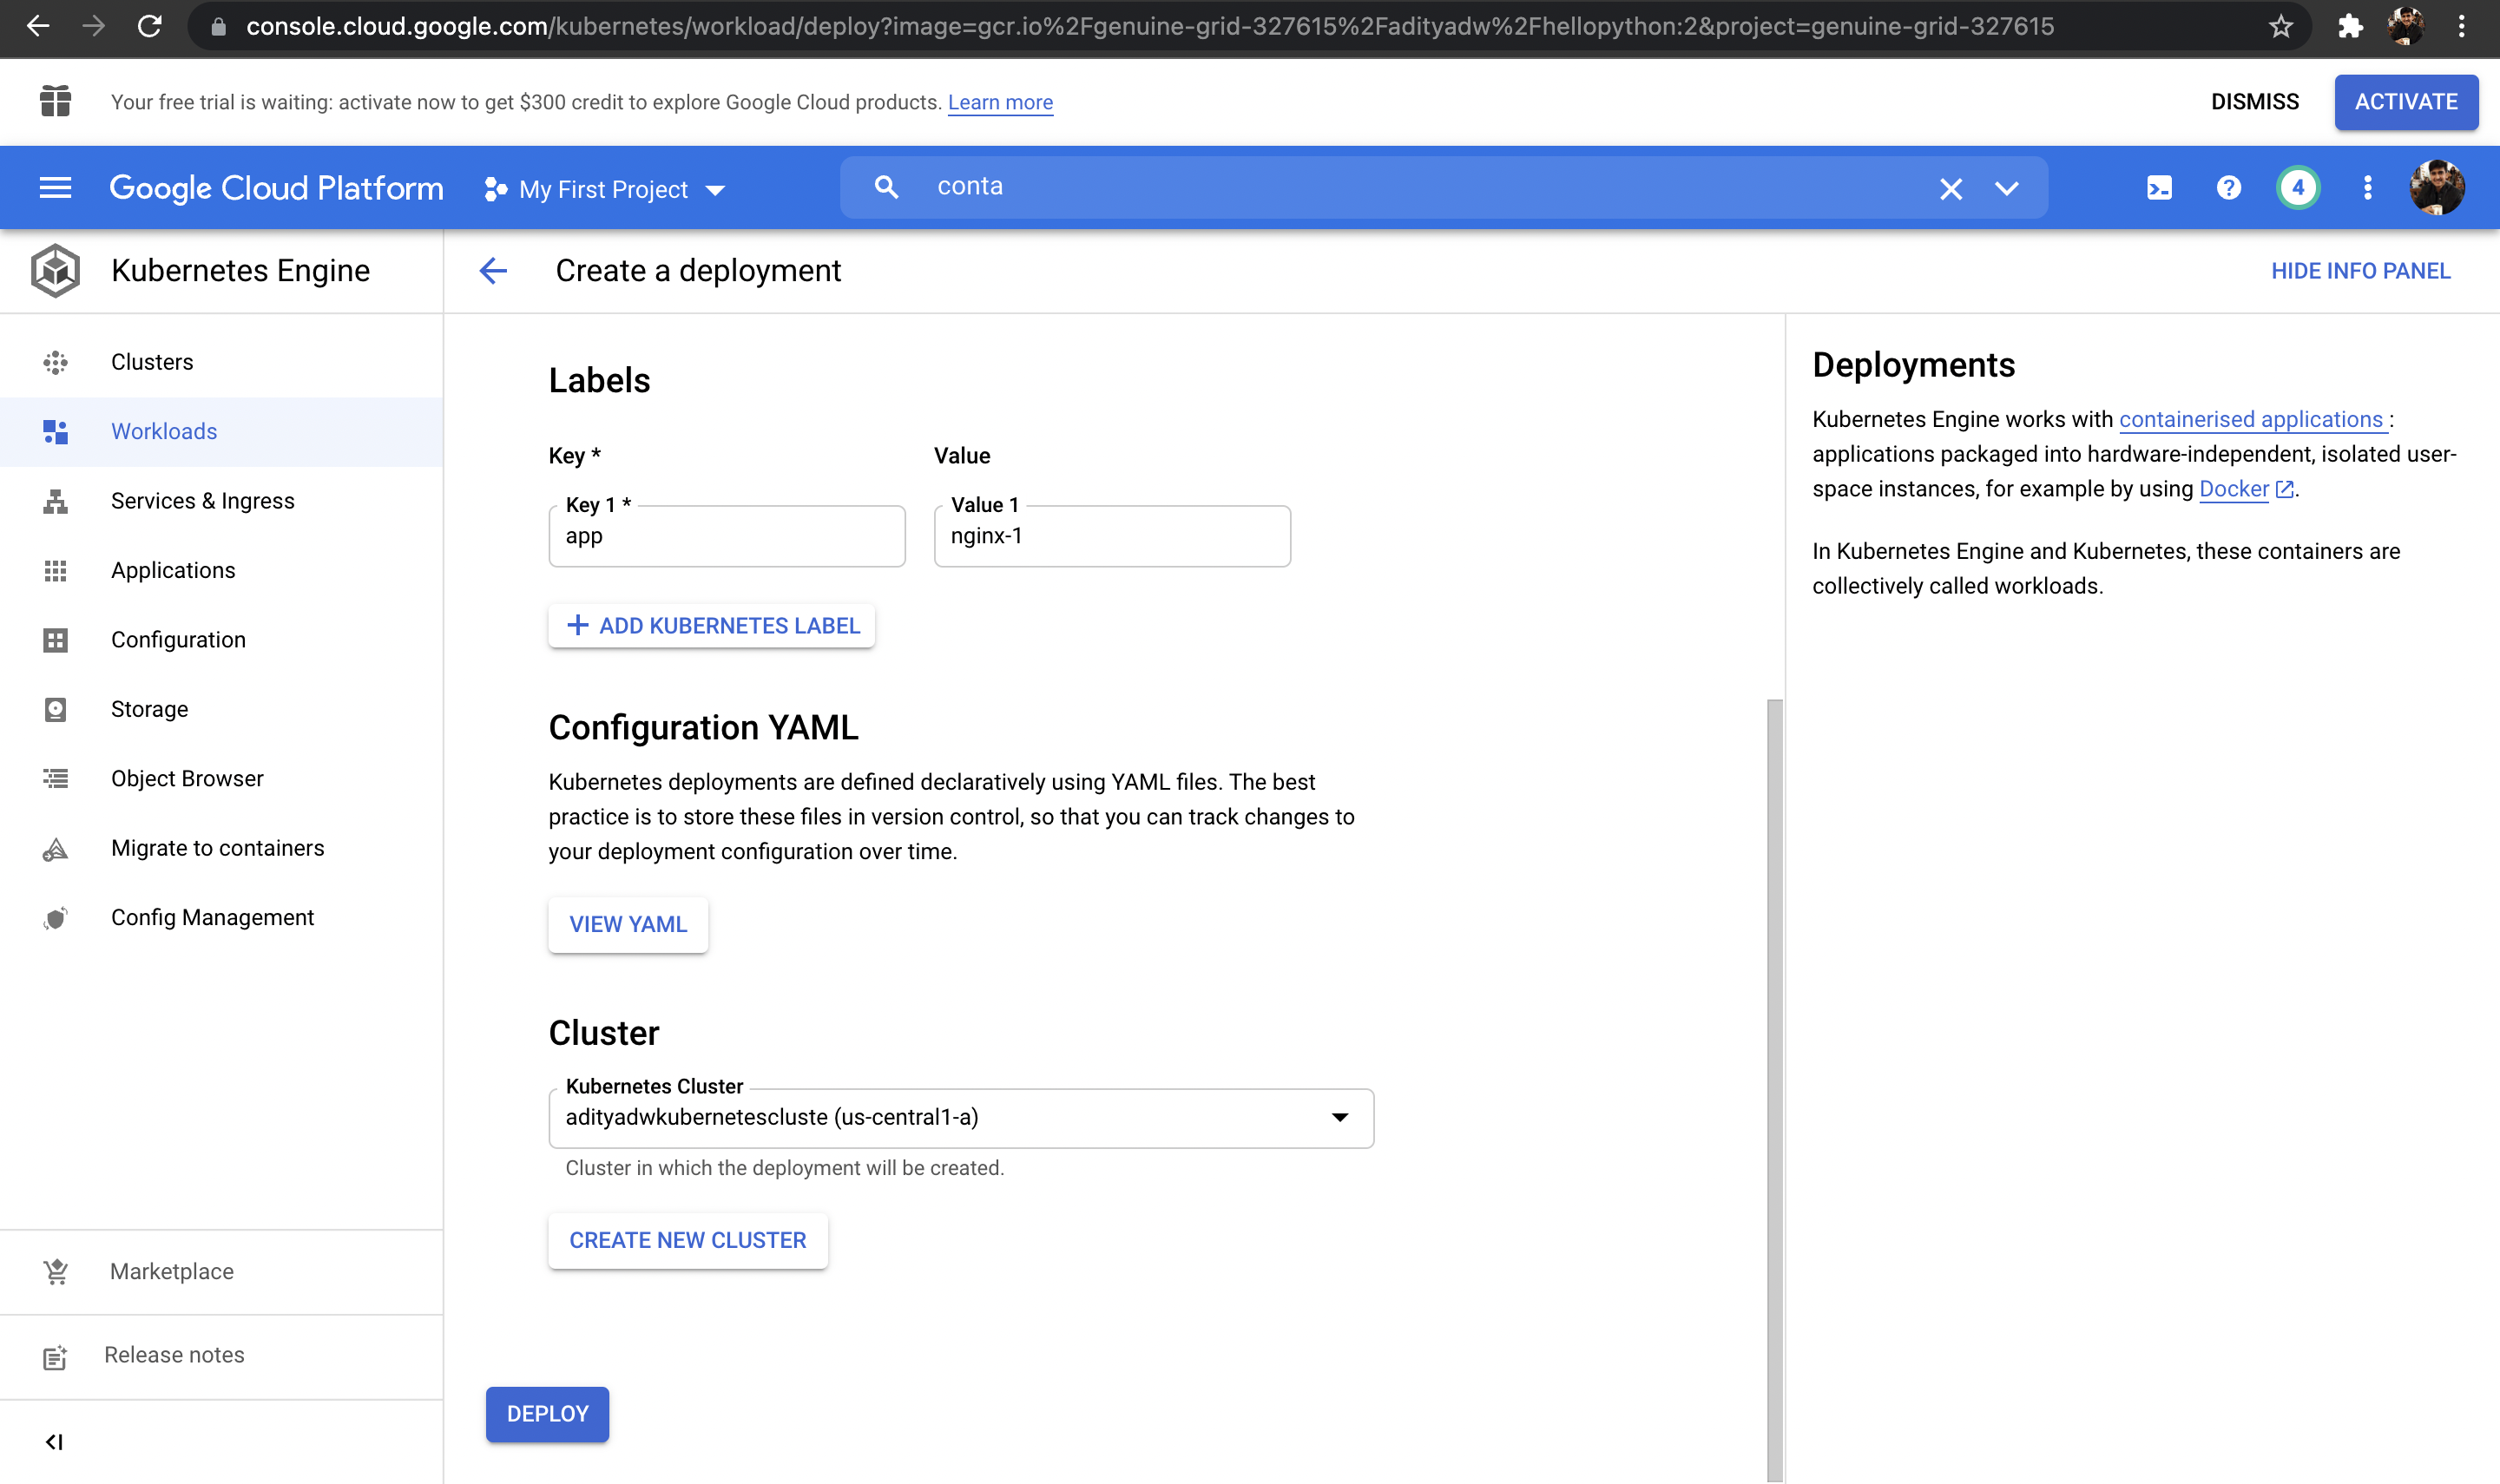 console.cloud.google.com/kubernetes/workload/deploy?image=gcr.io%2Fgenuine-grid-327615%2Fadityadw%2Fhellopython:2&project=genuine-grid-327615
Your free trial is waiting: activate now to get $300 credit to explore Google Cloud products. Learn more
DISMISS
ACTIVATE
Google Cloud Platform
My First Project
conta
4
Kubernetes Engine
Create a deployment
HIDE INFO PANEL
Clusters
Workloads
Services & Ingress
Applications
Configuration
Storage
Object Browser
Migrate to containers
Config Management
Marketplace
Release notes
Labels
Key *
Value
Key 1 *
app
Value 1
nginx-1
ADD KUBERNETES LABEL
Configuration YAML
Kubernetes deployments are defined declaratively using YAML files. The best
practice is to store these files in version control, so that you can track changes to
your deployment configuration over time.
VIEW YAML
Cluster
Kubernetes Cluster
adityadwkubernetescluste (us-central1-a)
Cluster in which the deployment will be created.
CREATE NEW CLUSTER
DEPLOY
Deployments
Kubernetes Engine works with containerised applications :
applications packaged into hardware-independent, isolated user-
space instances, for example by using Docker.
In Kubernetes Engine and Kubernetes, these containers are
collectively called workloads.